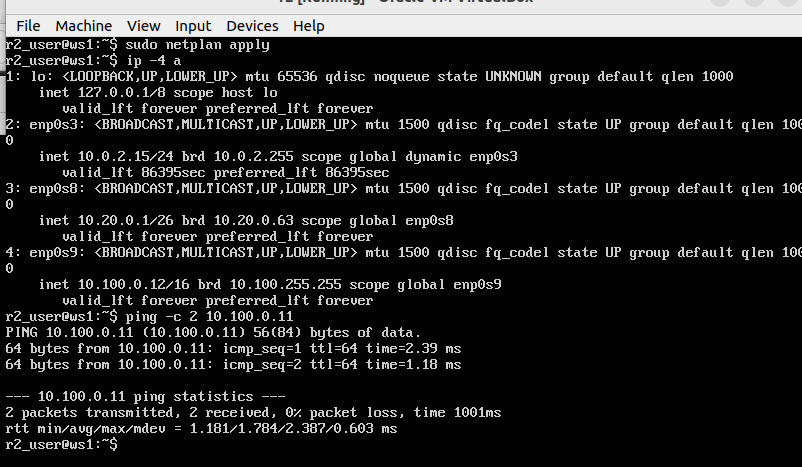 r2 [Running] - Oracle VM VirtualBox
File Machine View Input Devices Help
r2_user@ws1:~$ sudo netplan apply
r2_user@ws1:~$ ip -4 a
1: lo: <LOOPBACK,UP,LOWER_UP> mtu 65536 qdisc noqueue state UNKNOWN group default qlen 1000
    inet 127.0.0.1/8 scope host lo
       valid_lft forever preferred_lft forever
2: enp0s3: <BROADCAST,MULTICAST,UP,LOWER_UP> mtu 1500 qdisc fq_codel state UP group default qlen 100
0
    inet 10.0.2.15/24 brd 10.0.2.255 scope global dynamic enp0s3
       valid_lft 86395sec preferred_lft 86395sec
3: enp0s8: <BROADCAST,MULTICAST,UP,LOWER_UP> mtu 1500 qdisc fq_codel state UP group default qlen 100
0
    inet 10.20.0.1/26 brd 10.20.0.63 scope global enp0s8
       valid_lft forever preferred_lft forever
4: enp0s9: <BROADCAST,MULTICAST,UP,LOWER_UP> mtu 1500 qdisc fq_codel state UP group default qlen 100
0
    inet 10.100.0.12/16 brd 10.100.255.255 scope global enp0s9
       valid_lft forever preferred_lft forever
r2_user@ws1:~$ ping -c 2 10.100.0.11
PING 10.100.0.11 (10.100.0.11) 56(84) bytes of data.
64 bytes from 10.100.0.11: icmp_seq=1 ttl=64 time=2.39 ms
64 bytes from 10.100.0.11: icmp_seq=2 ttl=64 time=1.18 ms

--- 10.100.0.11 ping statistics ---
2 packets transmitted, 2 received, 0% packet loss, time 1001ms
rtt min/avg/max/mdev = 1.181/1.784/2.387/0.603 ms
r2_user@ws1:~$